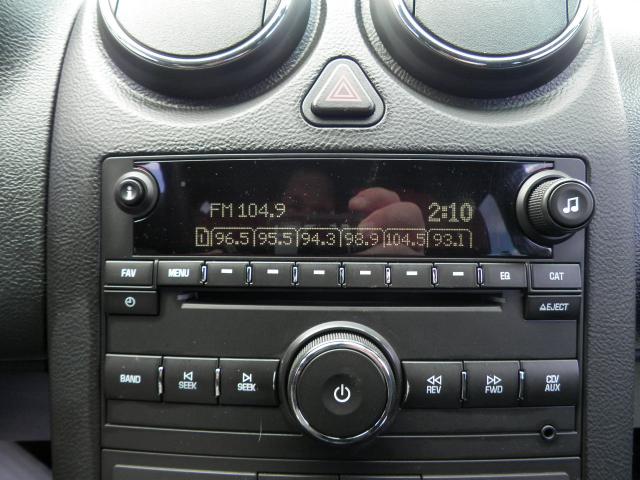 FM 104.9 2:10
1 96.5 95.5 94.3 98.9 104.5 93.1
FAV MENU EQ CAT
EJECT
BAND SEEK SEEK REV FWD CD/AUX